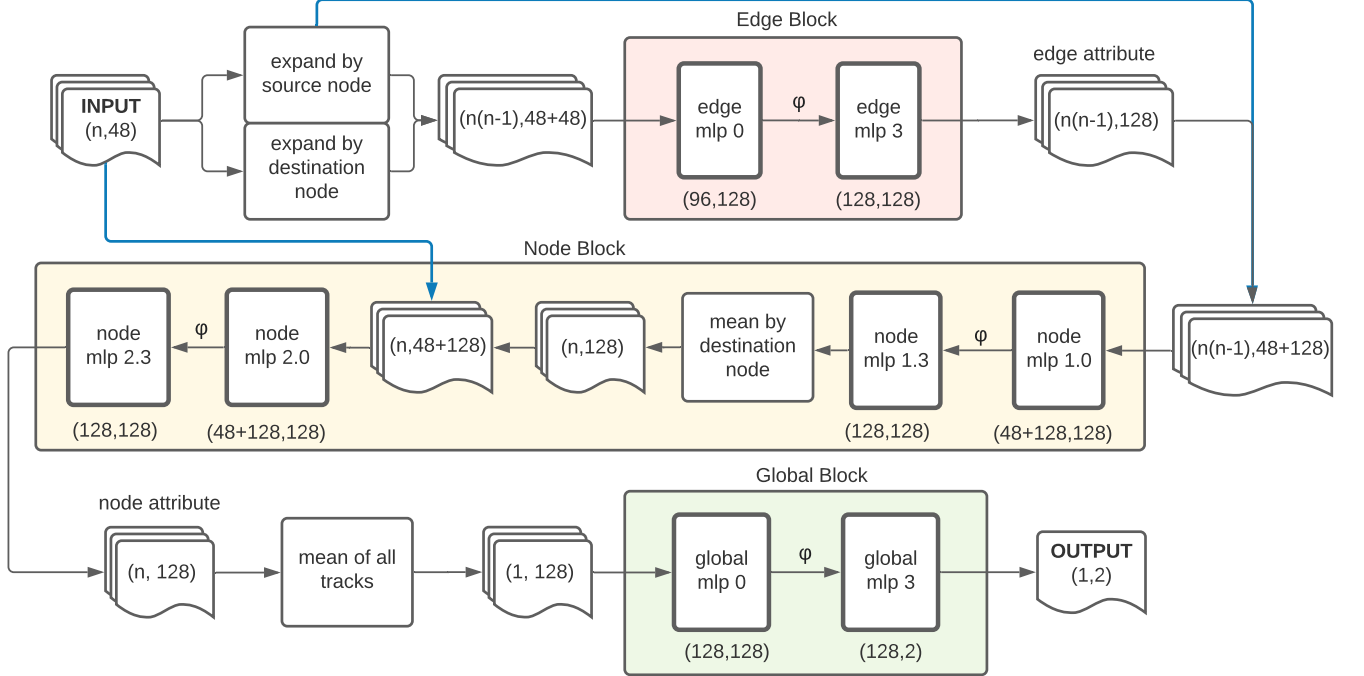 Edge Block
INPUT
(n,48)
expand by
source node
expand by
destination
node
(n(n-1),48+48)
edge
mlp 0
φ
edge
mlp 3
(96,128)
(128,128)
edge attribute
(n(n-1),128)
Node Block
node
mlp 2.3
φ
node
mlp 2.0
(n,48+128)
(n,128)
mean by
destination
node
node
mlp 1.3
φ
node
mlp 1.0
(n(n-1),48+128)
(128,128)
(48+128,128)
(128,128)
(48+128,128)
Global Block
node attribute
(n, 128)
mean of all
tracks
(1, 128)
global
mlp 0
φ
global
mlp 3
(128,128)
(128,2)
OUTPUT
(1,2)